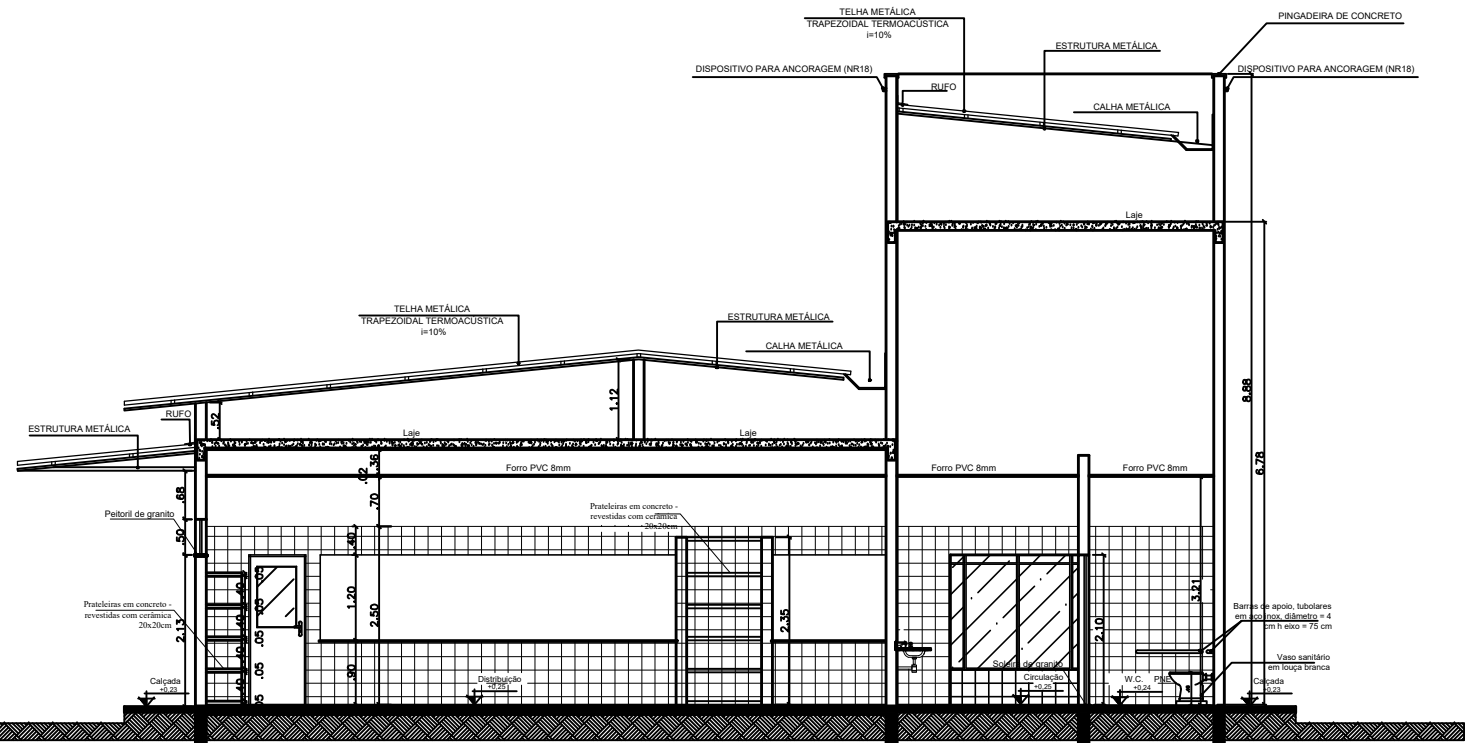 TELHA METÁLICA
TRAPEZOIDAL TERMOACÚSTICA
i=10%
PINGADEIRA DE CONCRETO
ESTRUTURA METÁLICA
DISPOSITIVO PARA ANCORAGEM (NR18)
DISPOSITIVO PARA ANCORAGEM (NR18)
RUFO
CALHA METÁLICA
Laje
TELHA METÁLICA
TRAPEZOIDAL TERMOACÚSTICA
i=10%
ESTRUTURA METÁLICA
CALHA METÁLICA
8.88
1.12
RUFO
.52
ESTRUTURA METÁLICA
Laje
Laje
6.78
.36
.02
Forro PVC 8mm
Forro PVC 8mm
Forro PVC 8mm
.68
.70
Peitoril de granito
Prateleiras em concreto -
revestidas com cerâmica
20x20cm
.50
.40
.05
.40
1.20
2.50
3.21
Prateleiras em concreto -
revestidas com cerâmica
20x20cm
.05
.40
2.35
Barras de apoio, tubolares
em aço inox, diâmetro = 4
cm h eixo = 75 cm
2.13
.05
2.10
.40
.05
.90
Soleira de granito
Vaso sanitário
em louça branca
.40
.05
Calçada
+0,23
Distribuição
+0,25
Circulação
+0,25
W.C. PNE
+0,24
Calçada
+0,23